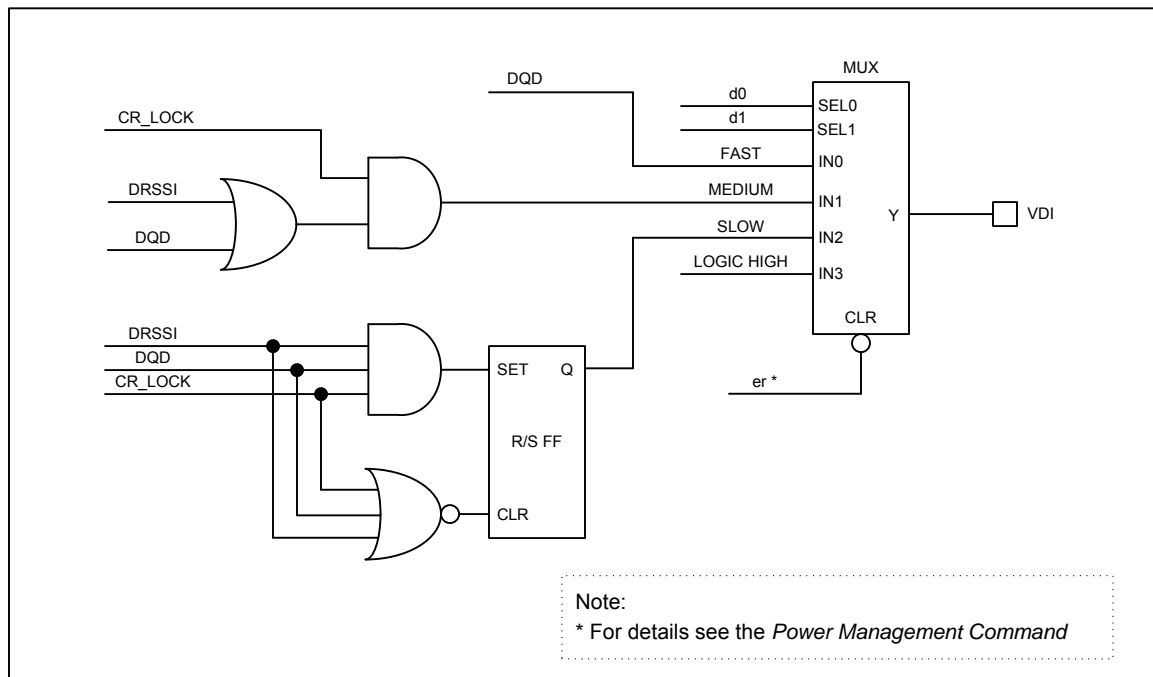 MUX
DQD
d0
SEL0
CR_LOCK
d1
SEL1
FAST
IN0
DRSSI
MEDIUM
IN1
Y
VDI
DQD
SLOW
IN2
LOGIC HIGH
IN3
CLR
DRSSI
DQD
SET
Q
CR_LOCK
er *
R/S FF
CLR
Note:
* For details see the Power Management Command